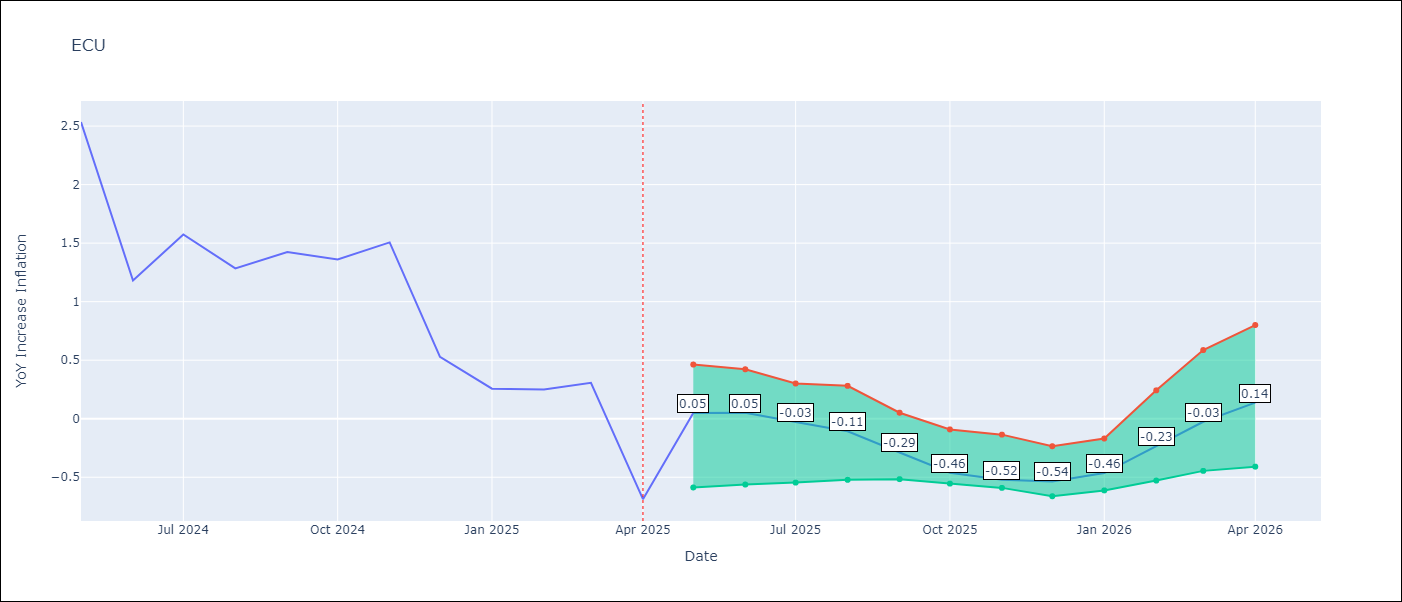 ECU
YoY Increase Inflation
2.5
2
1.5
1
0.5
0
−0.5
0.05
0.05
-0.03
-0.11
-0.29
-0.46
-0.52
-0.54
-0.46
-0.23
-0.03
0.14
Jul 2024
Oct 2024
Jan 2025
Apr 2025
Jul 2025
Oct 2025
Jan 2026
Apr 2026
Date